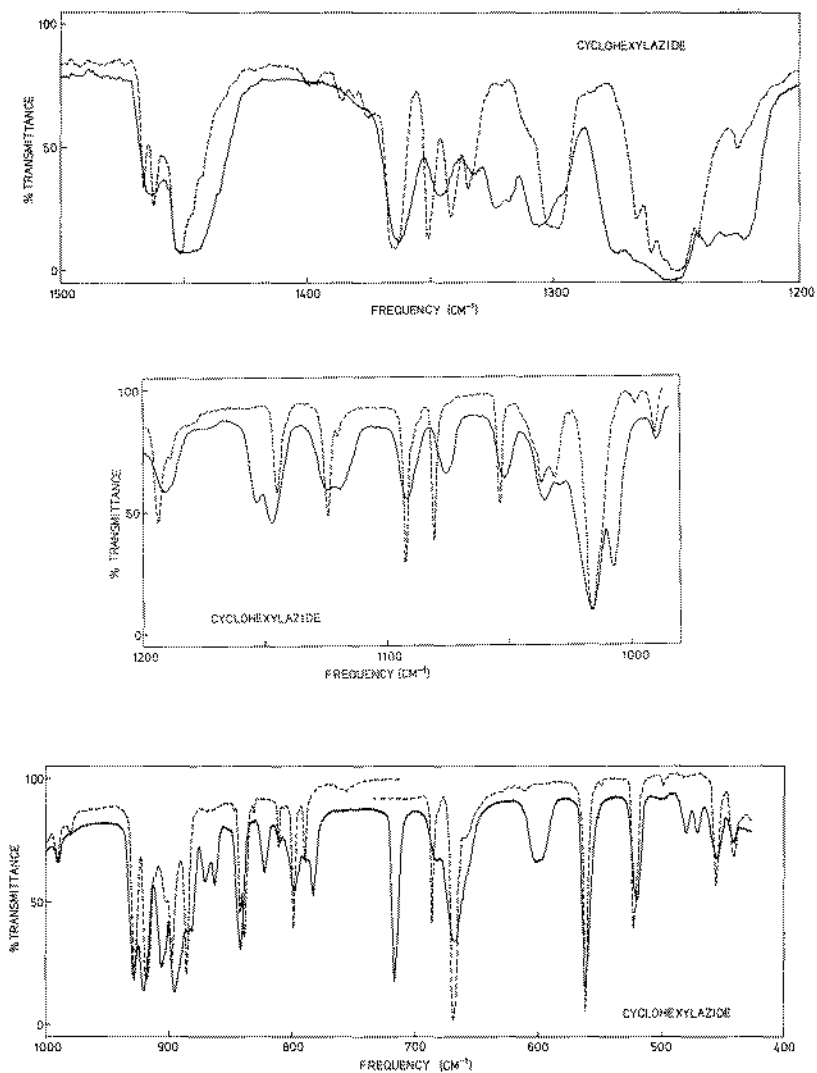 100
CYCLOHEXYLAZIDE
% TRANSMITTANCE
50
0
1500
1400
1300
1200
FREQUENCY (CM⁻¹)
100
% TRANSMITTANCE
50
CYCLOHEXYLAZIDE
0
1200
1100
1000
FREQUENCY (CM⁻¹)
100
% TRANSMITTANCE
50
CYCLOHEXYLAZIDE
0
1000
900
800
700
600
500
400
FREQUENCY (CM⁻¹)